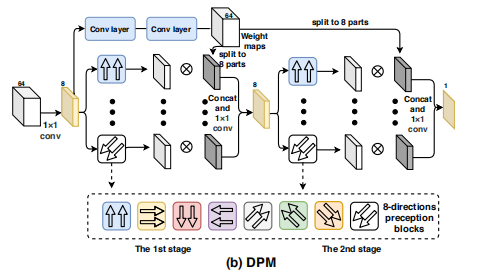 64
Conv layer
Conv layer
split to 8 parts
Weight
maps
split to
8 parts
64
8
8
1
1×1
conv
Concat
and
1×1
conv
Concat
and
1×1
conv
8-directions
preception
blocks
The 1st stage
The 2nd stage
(b) DPM